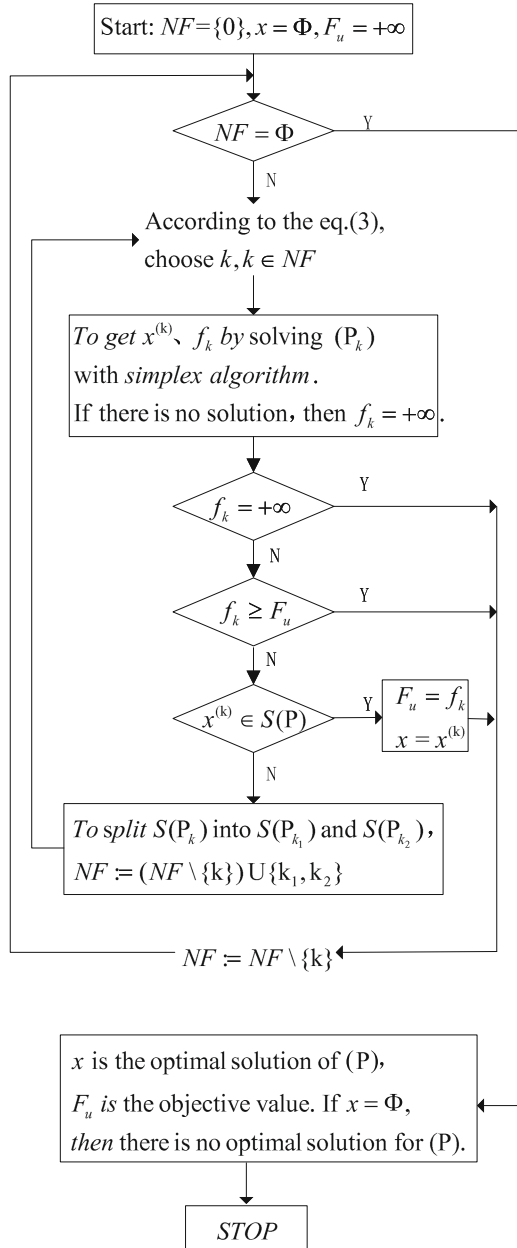 Start: NF={0}, x = Φ, F_u = +∞
NF = Φ
Y
N
According to the eq.(3),
choose k, k ∈ NF
To get x^(k)、 f_k by solving (P_k)
with simplex algorithm.
If there is no solution, then f_k = +∞.
f_k = +∞
Y
N
f_k ≥ F_u
Y
N
x^(k) ∈ S(P)
Y
F_u = f_k
x = x^(k)
N
To split S(P_k) into S(P_k₁) and S(P_k₂),
NF := (NF \ {k}) U{k₁, k₂}
NF := NF \ {k}
x is the optimal solution of (P),
F_u is the objective value. If x = Φ,
then there is no optimal solution for (P).
STOP